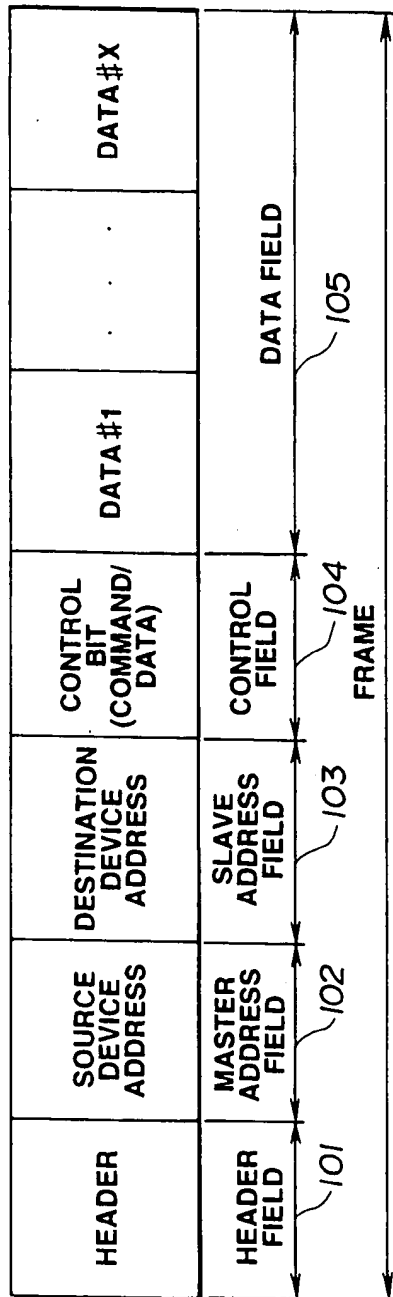 HEADER
SOURCE
DEVICE
ADDRESS
DESTINATION
DEVICE
ADDRESS
CONTROL
BIT
(COMMAND/
DATA)
DATA#1
. . .
DATA#X
HEADER
FIELD
MASTER
ADDRESS
FIELD
SLAVE
ADDRESS
FIELD
CONTROL
FIELD
DATA FIELD
101
102
103
104
105
FRAME